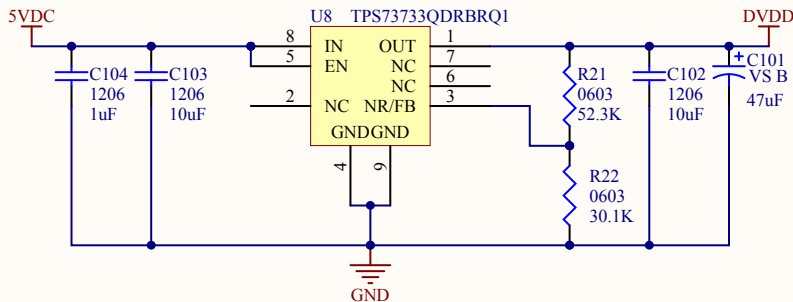 5VDC
U8 TPS73733QDRBRQ1
DVDD
8 IN OUT 1
5 EN NC 7
NC 6
2 NC NR/FB 3
GND GND
4 9
C104
1206
1uF
C103
1206
10uF
R21
0603
52.3K
R22
0603
30.1K
C102
1206
10uF
+ C101
VS B
47uF
GND